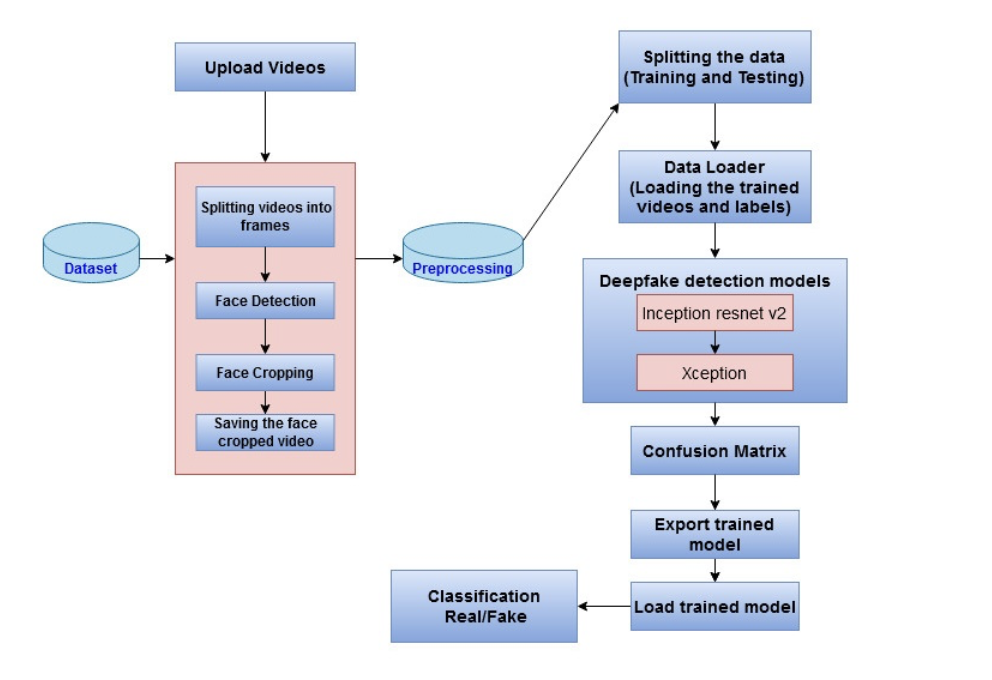 Upload Videos
Splitting videos into
frames
Face Detection
Face Cropping
Saving the face
cropped video
Dataset
Preprocessing
Splitting the data
(Training and Testing)
Data Loader
(Loading the trained
videos and labels)
Deepfake detection models
Inception resnet v2
Xception
Confusion Matrix
Export trained
model
Load trained model
Classification
Real/Fake